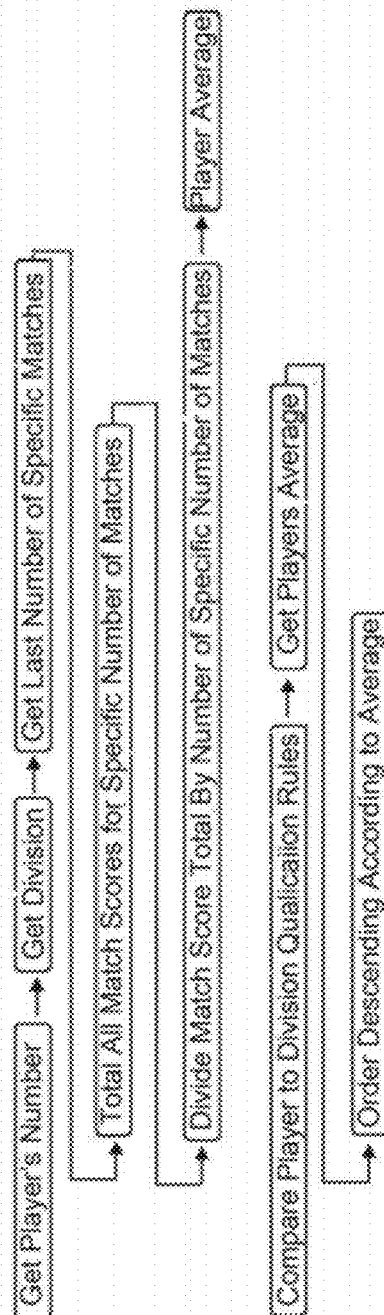 Get Player's Number
Get Division
Get Last Number of Specific Matches
Total All Match Scores for Specific Number of Matches
Divide Match Score Total By Number of Specific Number of Matches
Player Average
Compare Player to Division Qualicaiion Rules
Get Players Average
Order Descending According to Average